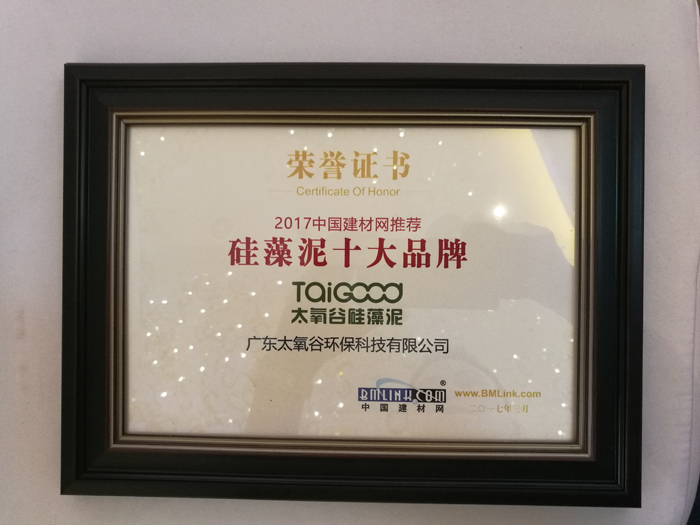 荣誉证书
Certificate Of Honor
2017中国建材网推荐
硅藻泥十大品牌
TAiGOOD
太氧谷硅藻泥
广东太氧谷环保科技有限公司
BMLINK.COM®
中国建材网
www.BMLink.com
二〇一七年三月